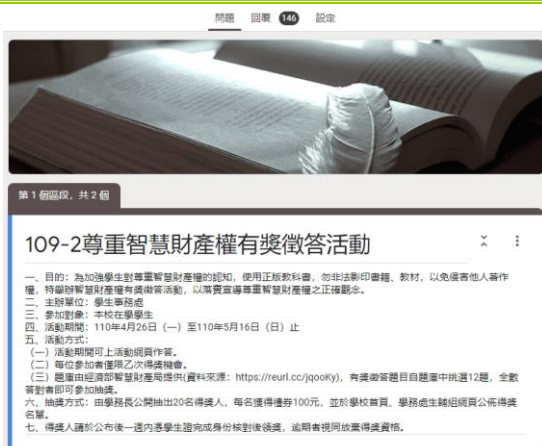 問題 回覆 146 設定
第 1 個區段，共 2 個
109-2尊重智慧財產權有獎徵答活動
一、目的：為加強學生對尊重智慧財產權的認知，使用正版教科書，勿非法影印書籍、教材，以免侵害他人著作
權，特舉辦智慧財產權有獎徵答活動，以落實宣導尊重智慧財產權之正確觀念。
二、主辦單位：學生事務處
三、參加對象：本校在學學生
四、活動期間：110年4月26日（一）至110年5月16日（日）止
五、活動方式：
（一）活動期間可上活動網頁作答。
（二）每位參加者僅限乙次得獎機會。
（三）題庫由經濟部智慧財產局提供(資料來源：https://reurl.cc/jqooKy)，有獎徵答題目自題庫中挑選12題，全數
答對者即可參加抽獎。
六、抽獎方式：由學務長公開抽出20名得獎人，每名獲得禮券100元，並於學校首頁、學務處生輔組網頁公佈得獎
名單。
七、得獎人請於公布後一週內憑學生證完成身份核對後領獎，逾期者視同放棄得獎資格。